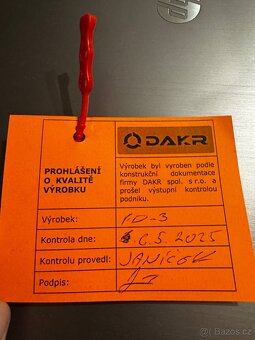 DAKR
PROHLÁŠENÍ
O KVALITĚ
VÝROBKU
Výrobek byl vyroben podle
konstrukční dokumentace
firmy DAKR spol. s r.o. a
prošel výstupní kontrolou
podniku.
Výrobek: FD-3
Kontrola dne: 6.5.2025
Kontrolu provedl: JANÍČEK
Podpis:
Bazos.cz